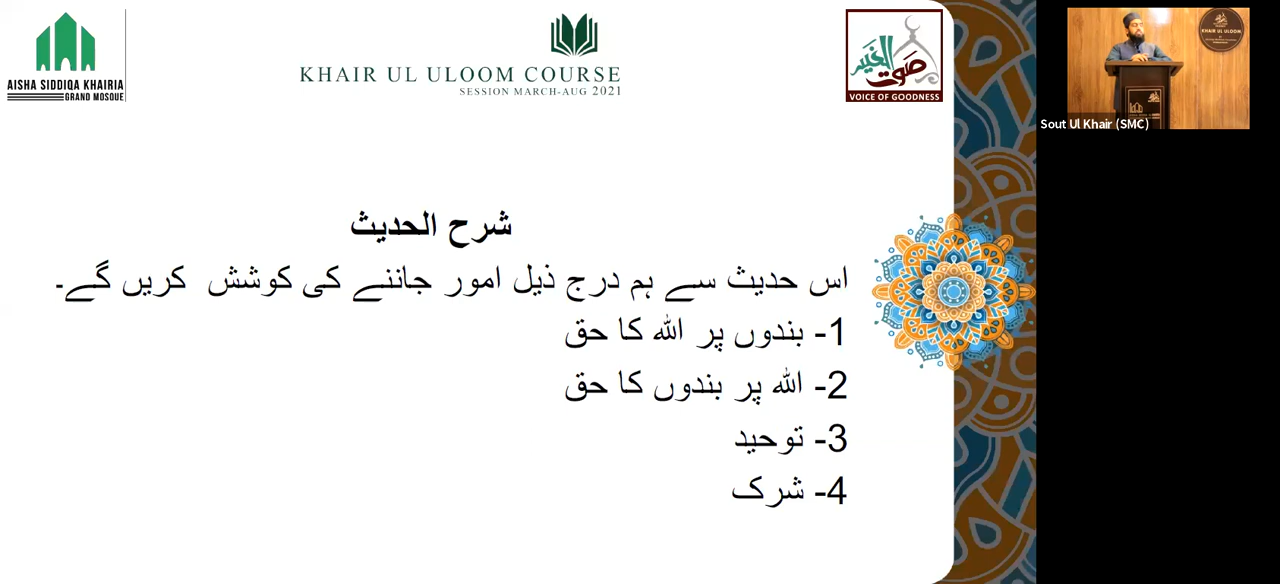 AISHA SIDDIQA KHAIRIA
GRAND MOSQUE
KHAIR UL ULOOM COURSE
SESSION MARCH-AUG 2021
صوت الخير
VOICE OF GOODNESS
KHAIR UL ULOOM
Sout Ul Khair (SMC)
شرح الحدیث
اس حدیث سے ہم درج ذیل امور جاننے کی کوشش کریں گے۔
1- بندوں پر اللہ کا حق
2- اللہ پر بندوں کا حق
3- توحید
4- شرک